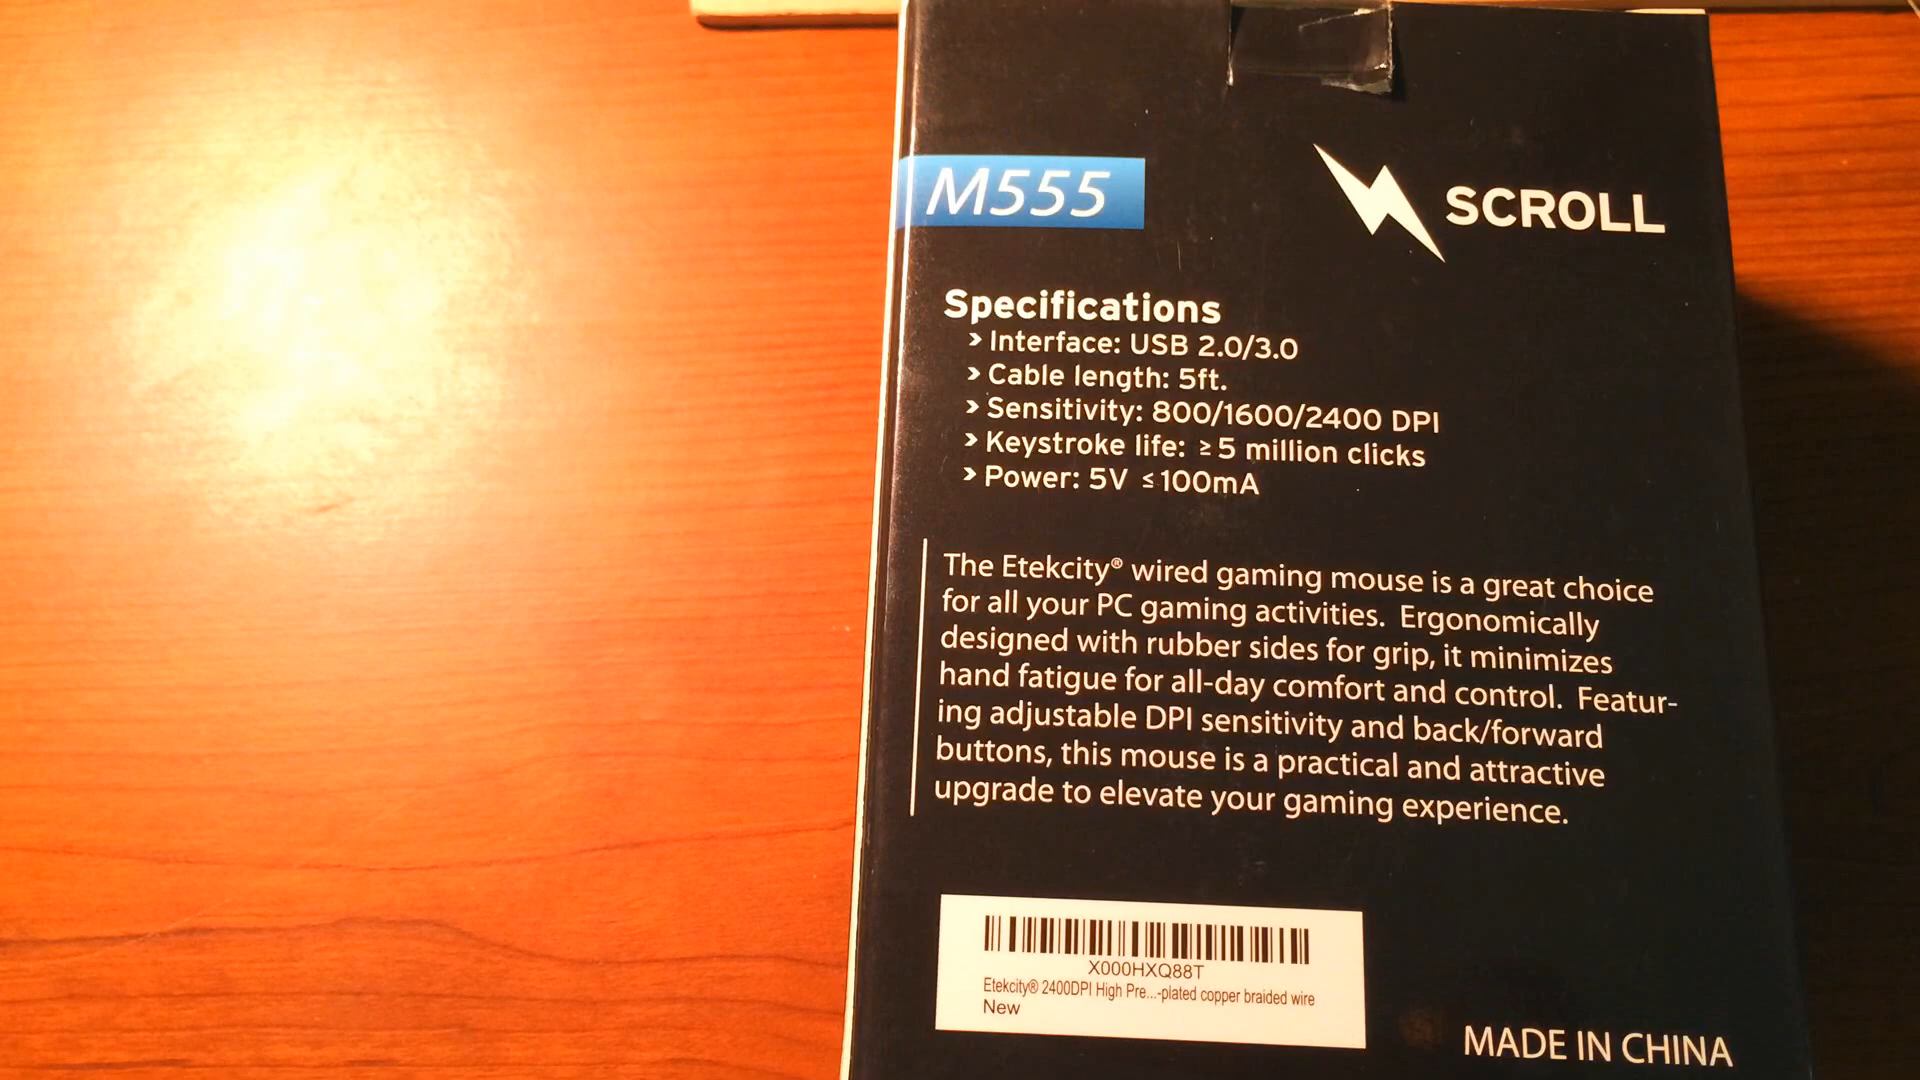 M555
SCROLL
Specifications
> Interface: USB 2.0/3.0
> Cable length: 5ft.
> Sensitivity: 800/1600/2400 DPI
> Keystroke life: ≥5 million clicks
> Power: 5V ≤100mA
The Etekcity® wired gaming mouse is a great choice
for all your PC gaming activities. Ergonomically
designed with rubber sides for grip, it minimizes
hand fatigue for all-day comfort and control. Featur-
ing adjustable DPI sensitivity and back/forward
buttons, this mouse is a practical and attractive
upgrade to elevate your gaming experience.
X000HXQ88T
Etekcity® 2400DPI High Pre...-plated copper braided wire
New
MADE IN CHINA